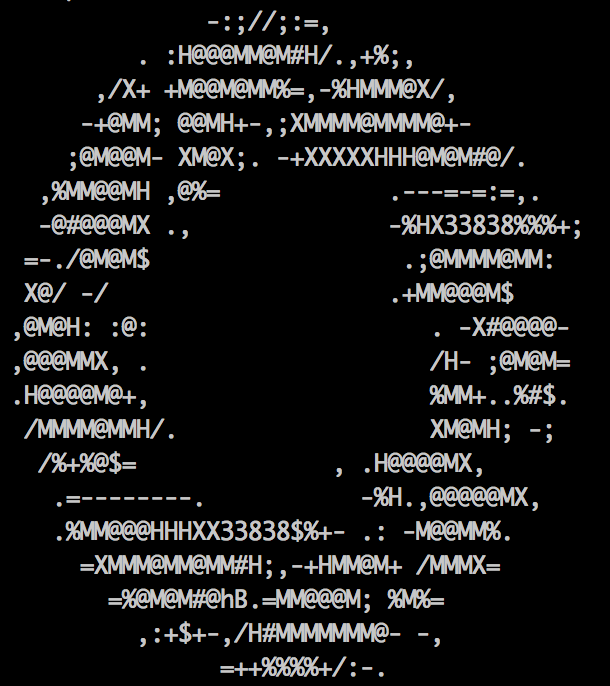 -:;//;:=,
. :H@@@MM@M#H/.,+%;,
,/X+ +M@@M@MM%=,-%HMMM@X/,
-+@MM; @@MH+-,;XMMMM@MMMM@+-
;@M@@M- XM@X;. -+XXXXXHHH@M@M#@/.
,%MM@@MH ,@%= .---=-=:=,.
-@#@@@MX ., -%HX33838%%%+;
=-./@M@M$ .;@MMMM@MM:
X@/ -/ .+MM@@@M$
,@M@H: :@: . -X#@@@@-
,@@@MMX, . /H- ;@M@M=
.H@@@@M@+, %MM+..%#$.
/MMMM@MMH/. XM@MH; -;
/%+%@$= , .H@@@@MX,
.=--------. -%H.,@@@@@MX,
.%MM@@@HHHXX33838$%+- .: -M@@MM%.
=XMMM@MM@MM#H;,-+HMM@M+ /MMMX=
=%@M@M#@hB.=MM@@@M; %M%=
,:+$+-,/H#MMMMMMM@- -,
=++%%%%+/:-.